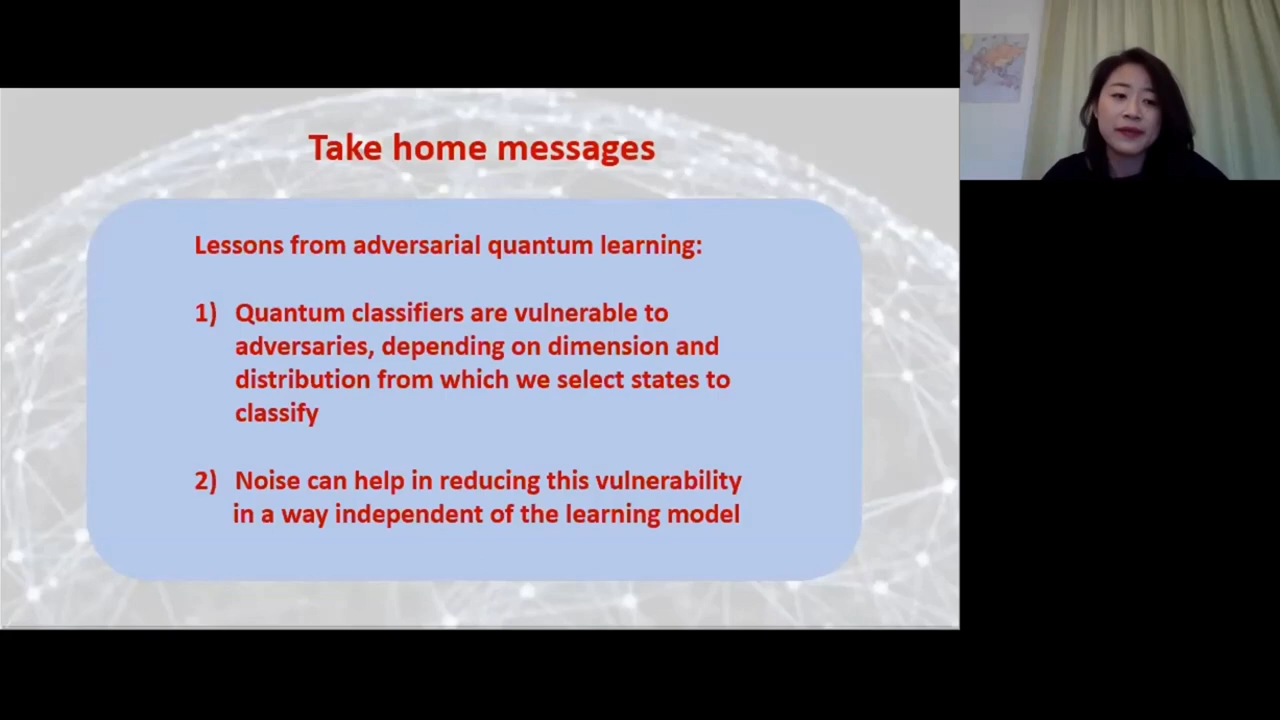 Take home messages
Lessons from adversarial quantum learning:
1) Quantum classifiers are vulnerable to
adversaries, depending on dimension and
distribution from which we select states to
classify
2) Noise can help in reducing this vulnerability
in a way independent of the learning model